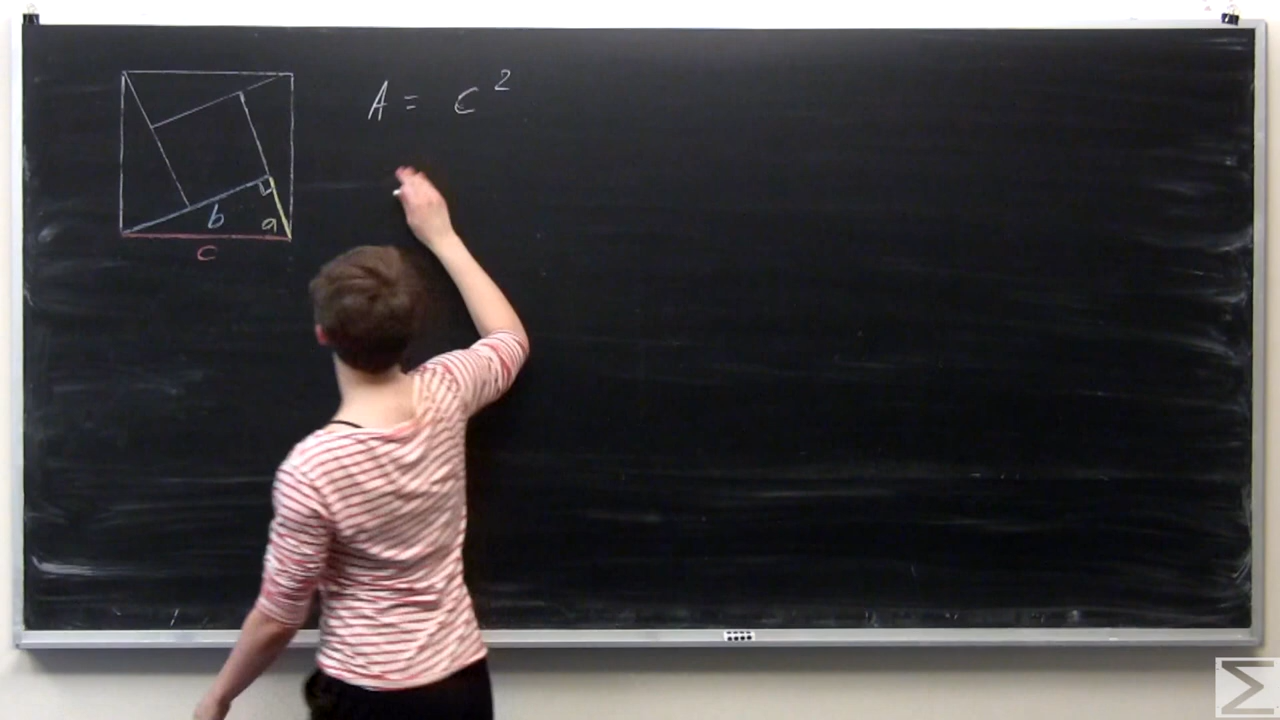 A = c²
b
a
c
Σ